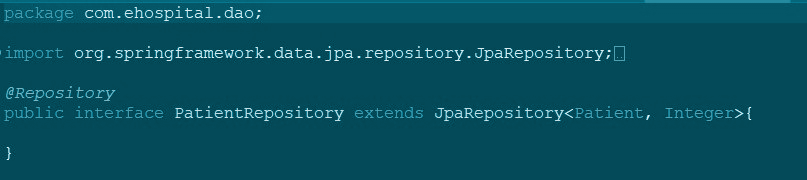 package com.ehospital.dao;
import org.springframework.data.jpa.repository.JpaRepository;
@Repository
public interface PatientRepository extends JpaRepository<Patient, Integer>{
}